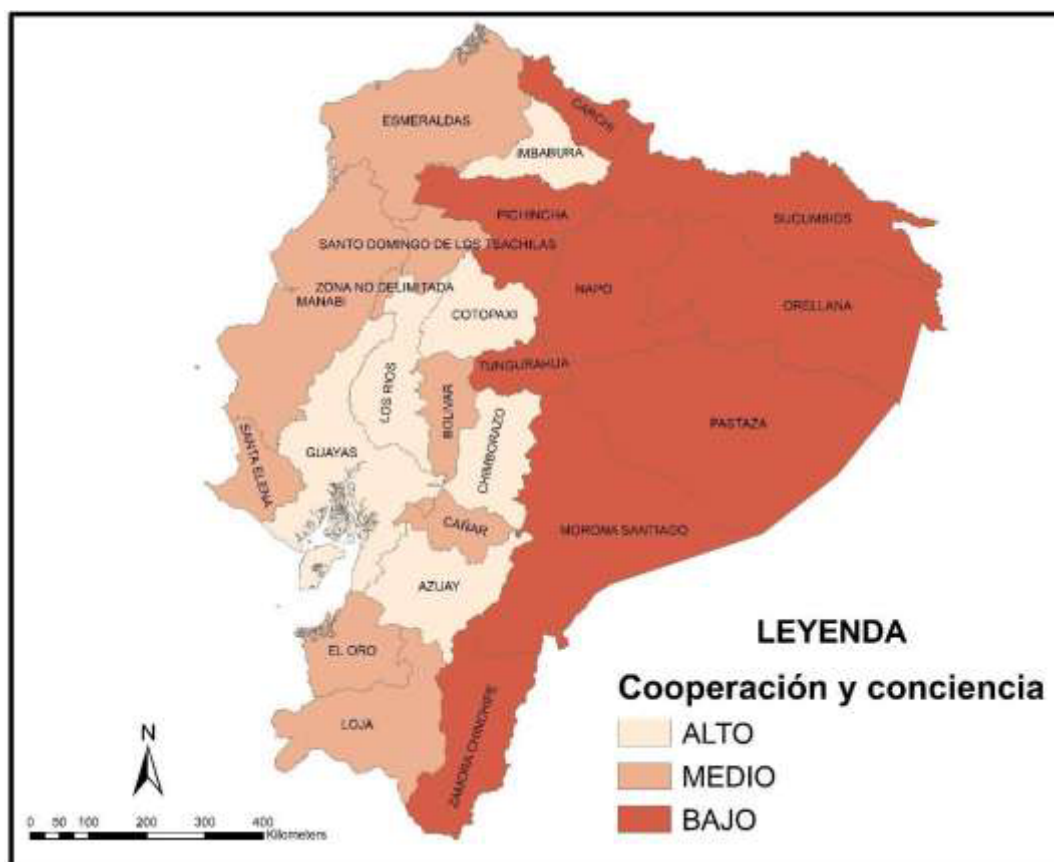 ESMERALDAS
CARCHI
IMBABURA
PICHINCHA
SUCUMBIOS
SANTO DOMINGO DE LOS TSACHILAS
ZONA NO DELIMITADA
MANABI
NAPO
ORELLANA
COTOPAXI
TUNGURAHUA
LOS RIOS
BOLIVAR
PASTAZA
SANTA ELENA
GUAYAS
CHIMBORAZO
CAÑAR
MORONA SANTIAGO
AZUAY
EL ORO
LOJA
ZAMORA CHINCHIPE
LEYENDA
Cooperación y conciencia
ALTO
MEDIO
BAJO
N
0 50 100 200 300 400
Kilometers